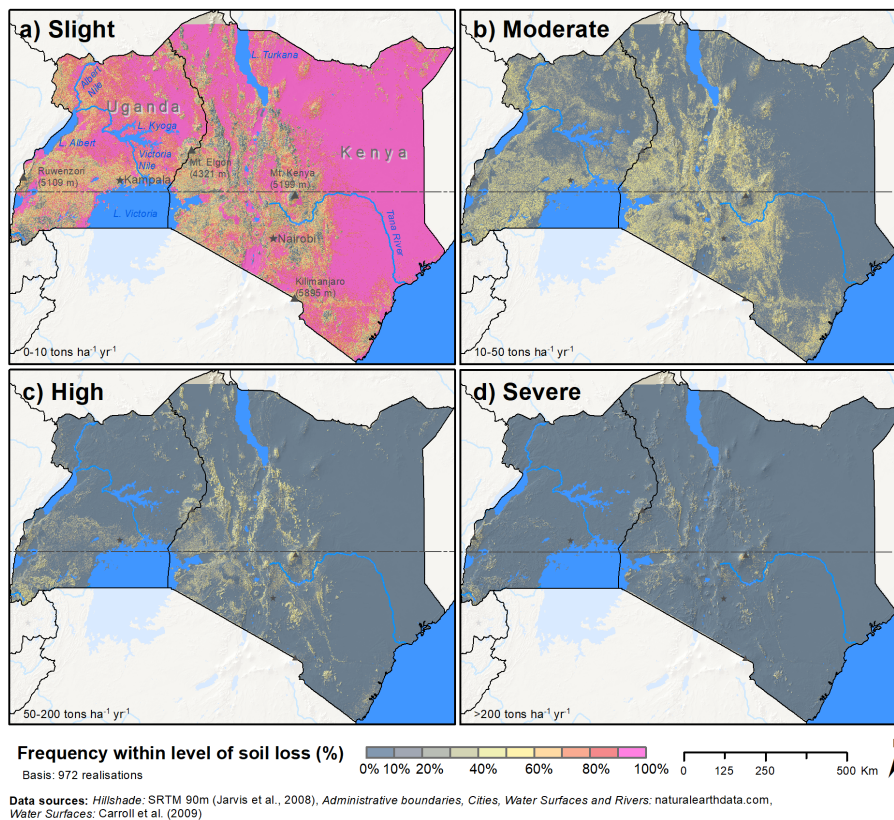 a) Slight
L. Turkana
Albert
Nile
Uganda
L. Kyoga
L. Albert
Victoria
Nile
Mt. Elgon
(4321 m)
Mt. Kenya
(5199 m)
Kenya
Ruwenzori
(5109 m)
Kampala
L. Victoria
Nairobi
Tana River
Kilimanjaro
(5895 m)
0-10 tons ha⁻¹ yr⁻¹
b) Moderate
10-50 tons ha⁻¹ yr⁻¹
c) High
50-200 tons ha⁻¹ yr⁻¹
d) Severe
>200 tons ha⁻¹ yr⁻¹
Frequency within level of soil loss (%)
Basis: 972 realisations
0% 10% 20% 40% 60% 80% 100%
0 125 250 500 Km
Data sources: Hillshade: SRTM 90m (Jarvis et al., 2008), Administrative boundaries, Cities, Water Surfaces and Rivers: naturalearthdata.com,
Water Surfaces: Carroll et al. (2009)